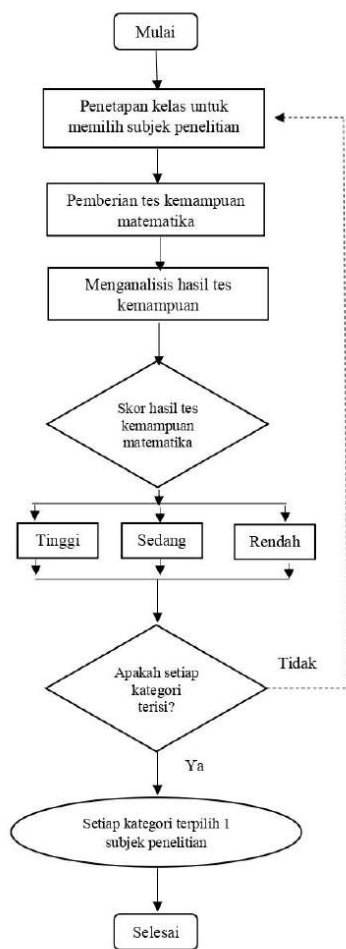 Mulai
Penetapan kelas untuk
memilih subjek penelitian
Pemberian tes kemampuan
matematika
Menganalisis hasil tes
kemampuan
Skor hasil tes
kemampuan
matematika
Tinggi
Sedang
Rendah
Apakah setiap
kategori
terisi?
Tidak
Ya
Setiap kategori terpilih 1
subjek penelitian
Selesai